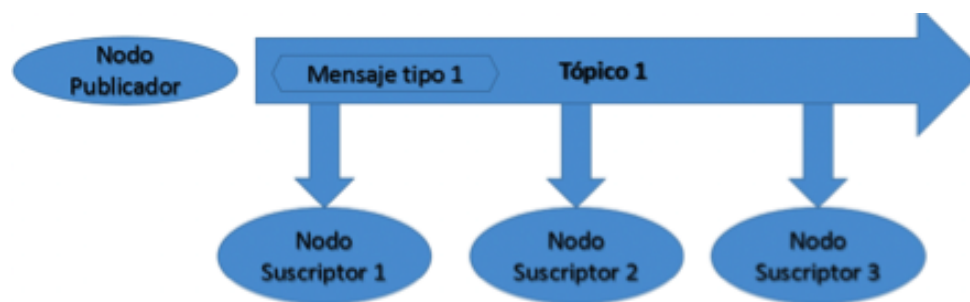 Nodo
Publicador
Mensaje tipo 1
Tópico 1
Nodo
Suscriptor 1
Nodo
Suscriptor 2
Nodo
Suscriptor 3